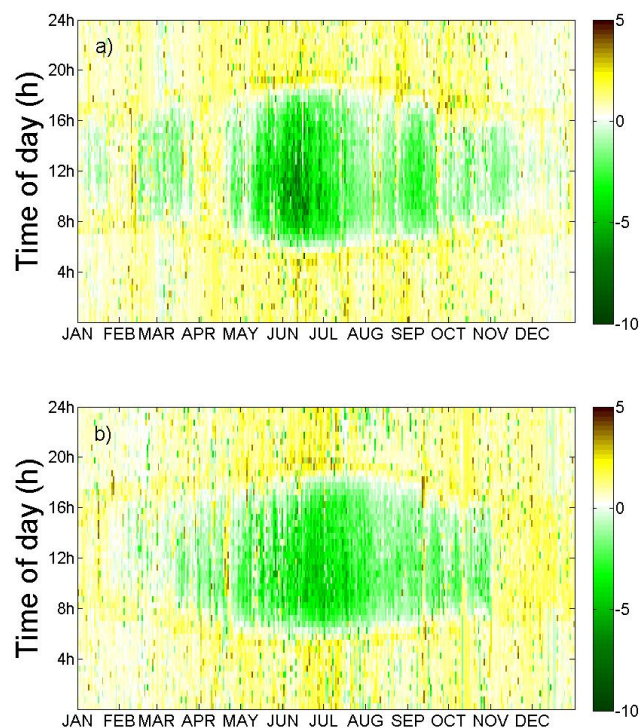 24h
20h
16h
12h
8h
4h
Time of day (h)
a)
JAN FEB MAR APR MAY JUN JUL AUG SEP OCT NOV DEC
5
0
-5
-10
24h
20h
16h
12h
8h
4h
Time of day (h)
b)
JAN FEB MAR APR MAY JUN JUL AUG SEP OCT NOV DEC
5
0
-5
-10